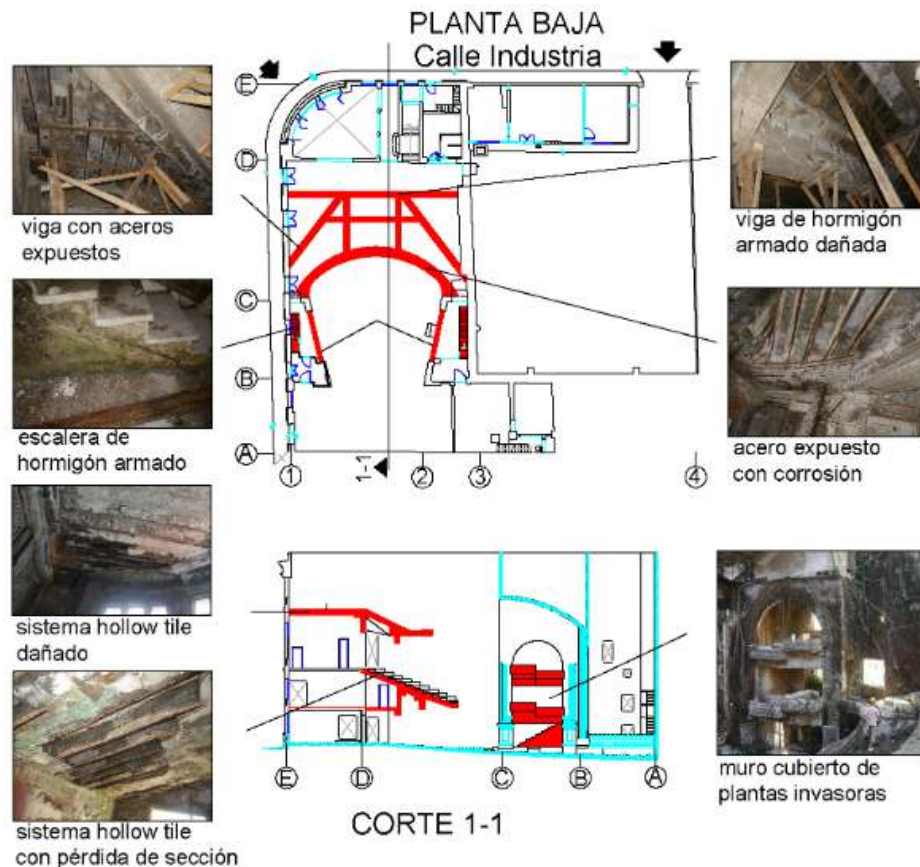 PLANTA BAJA
Calle Industria
E
D
C
B
A
1
2
3
4
1-1
viga con aceros
expuestos
escalera de
hormigón armado
sistema hollow tile
dañado
sistema hollow tile
con pérdida de sección
viga de hormigón
armado dañada
acero expuesto
con corrosión
muro cubierto de
plantas invasoras
E
D
C
B
A
CORTE 1-1